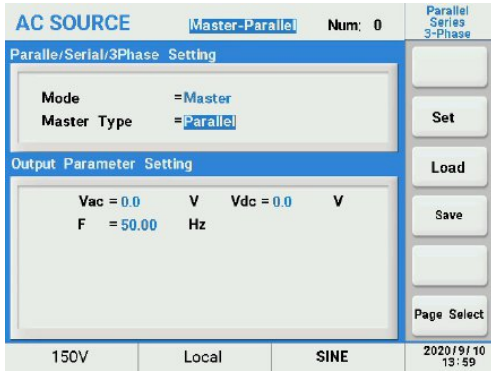 AC SOURCE Master-Parallel Num: 0
Parallel
Series
3-Phase
Paralle/Serial/3Phase Setting
Mode =Master
Master Type =Parallel
Set
Output Parameter Setting
Load
Vac = 0.0 V Vdc = 0.0 V
F = 50.00 Hz
Save
Page Select
150V Local SINE 2020/9/10
13:59